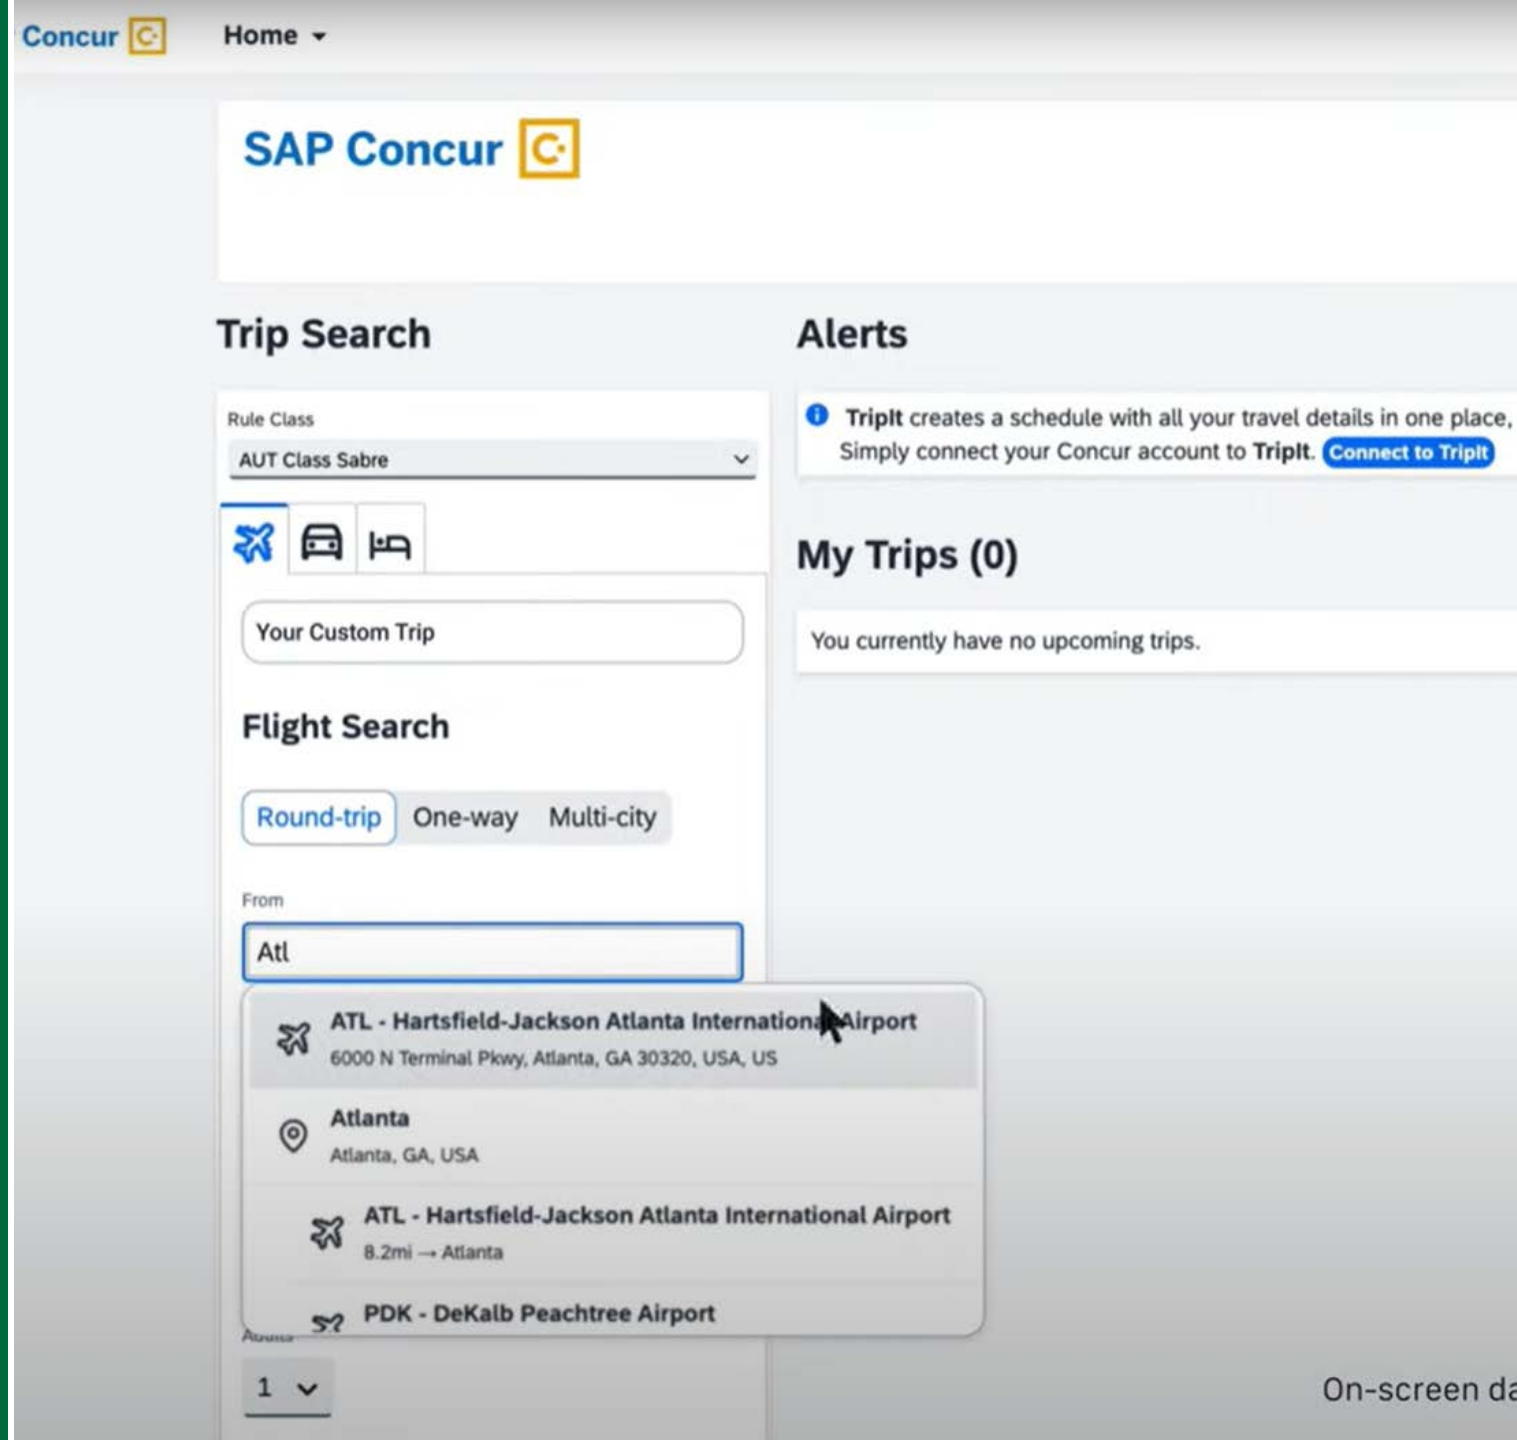 Concur C
Home
SAP Concur C
Trip Search
Rule Class
AUT Class Sabre
Your Custom Trip
Flight Search
Round-trip One-way Multi-city
From
Atl
ATL - Hartsfield-Jackson Atlanta International Airport
6000 N Terminal Pkwy, Atlanta, GA 30320, USA, US
Atlanta
Atlanta, GA, USA
ATL - Hartsfield-Jackson Atlanta International Airport
8.2mi → Atlanta
PDK - DeKalb Peachtree Airport
1
Alerts
TripIt creates a schedule with all your travel details in one place,
Simply connect your Concur account to TripIt. Connect to TripIt
My Trips (0)
You currently have no upcoming trips.
On-screen da